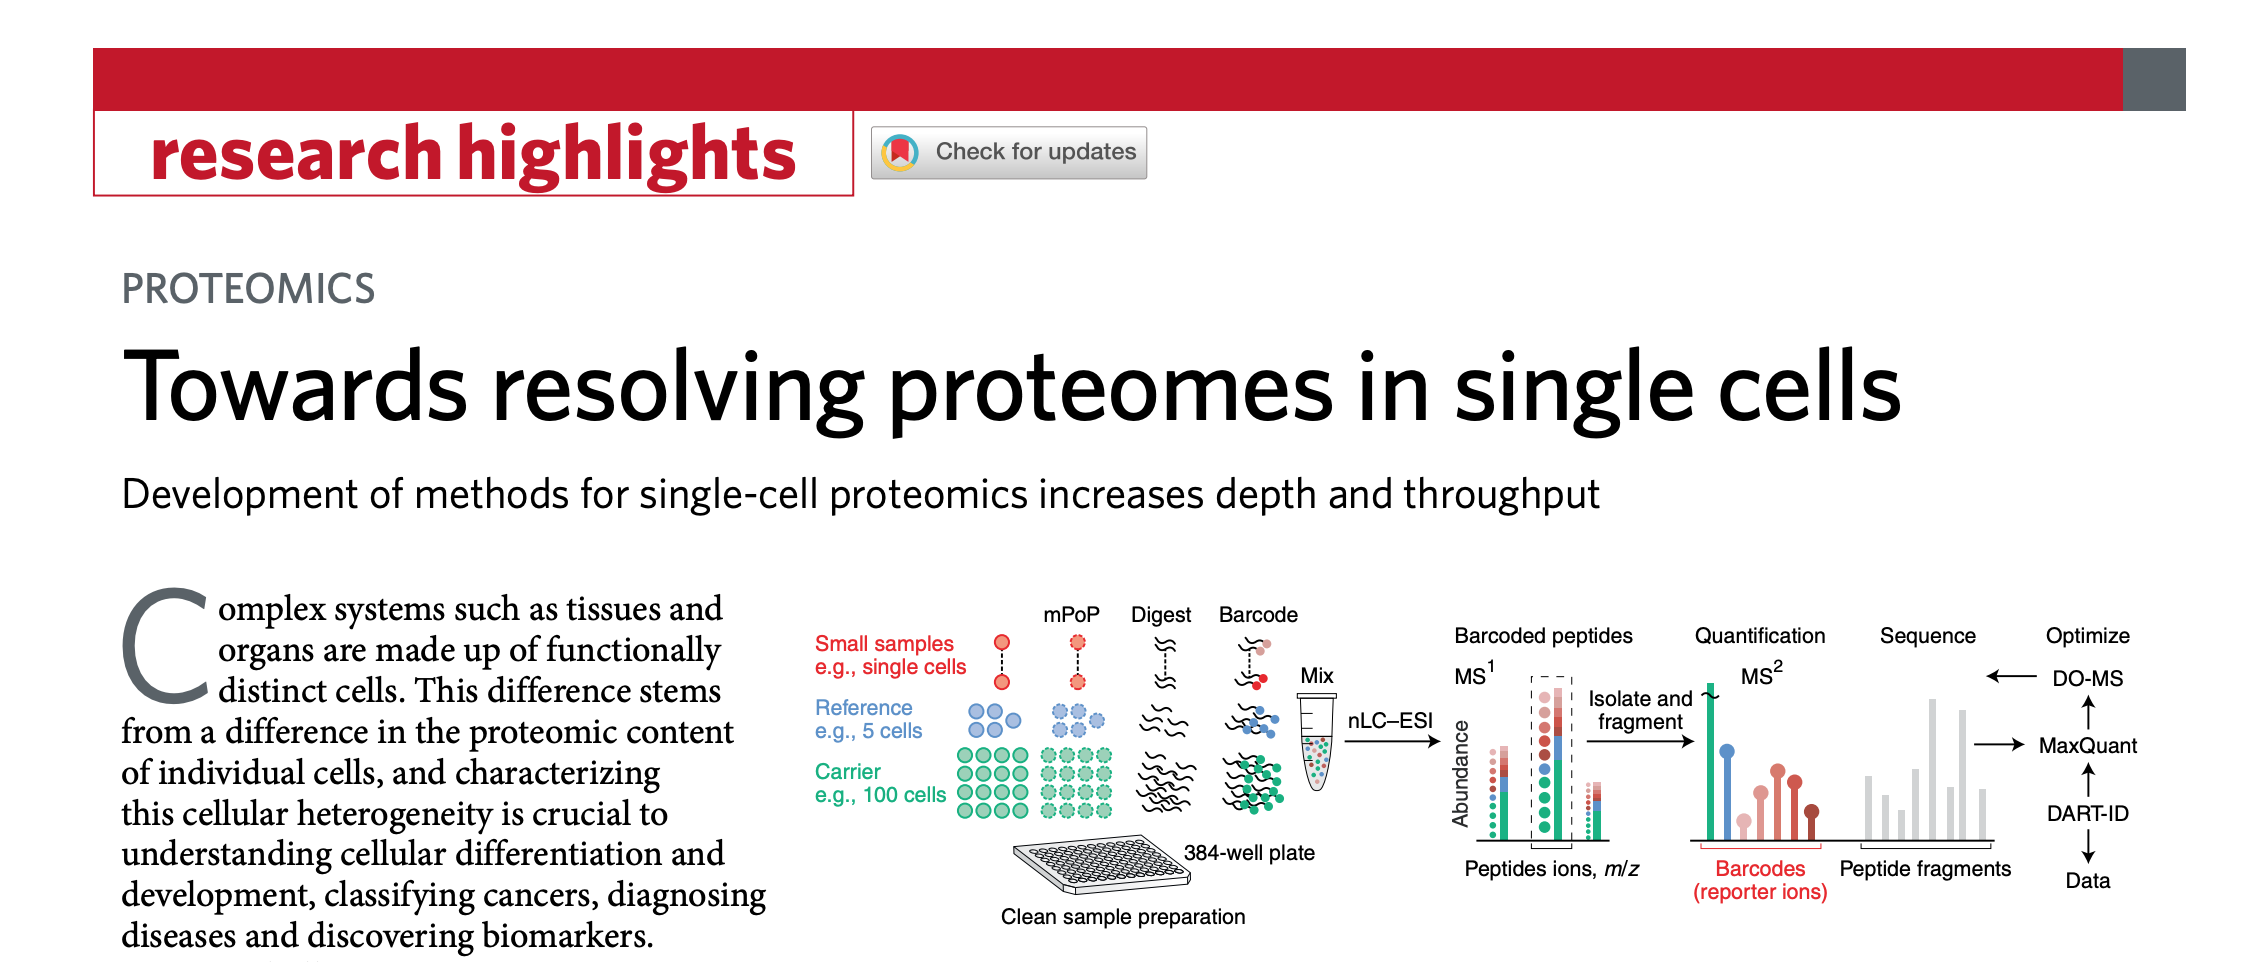 research highlights
Check for updates
PROTEOMICS
Towards resolving proteomes in single cells
Development of methods for single-cell proteomics increases depth and throughput
Complex systems such as tissues and
organs are made up of functionally
distinct cells. This difference stems
from a difference in the proteomic content
of individual cells, and characterizing
this cellular heterogeneity is crucial to
understanding cellular differentiation and
development, classifying cancers, diagnosing
diseases and discovering biomarkers.
mPoP Digest Barcode
Small samples
e.g., single cells
Reference
e.g., 5 cells
Carrier
e.g., 100 cells
Mix
384-well plate
Clean sample preparation
nLC–ESI
Barcoded peptides
MS1
Abundance
Peptides ions, m/z
Isolate and
fragment
Quantification
MS2
Barcodes
(reporter ions)
Sequence
Peptide fragments
Optimize
DO-MS
MaxQuant
DART-ID
Data